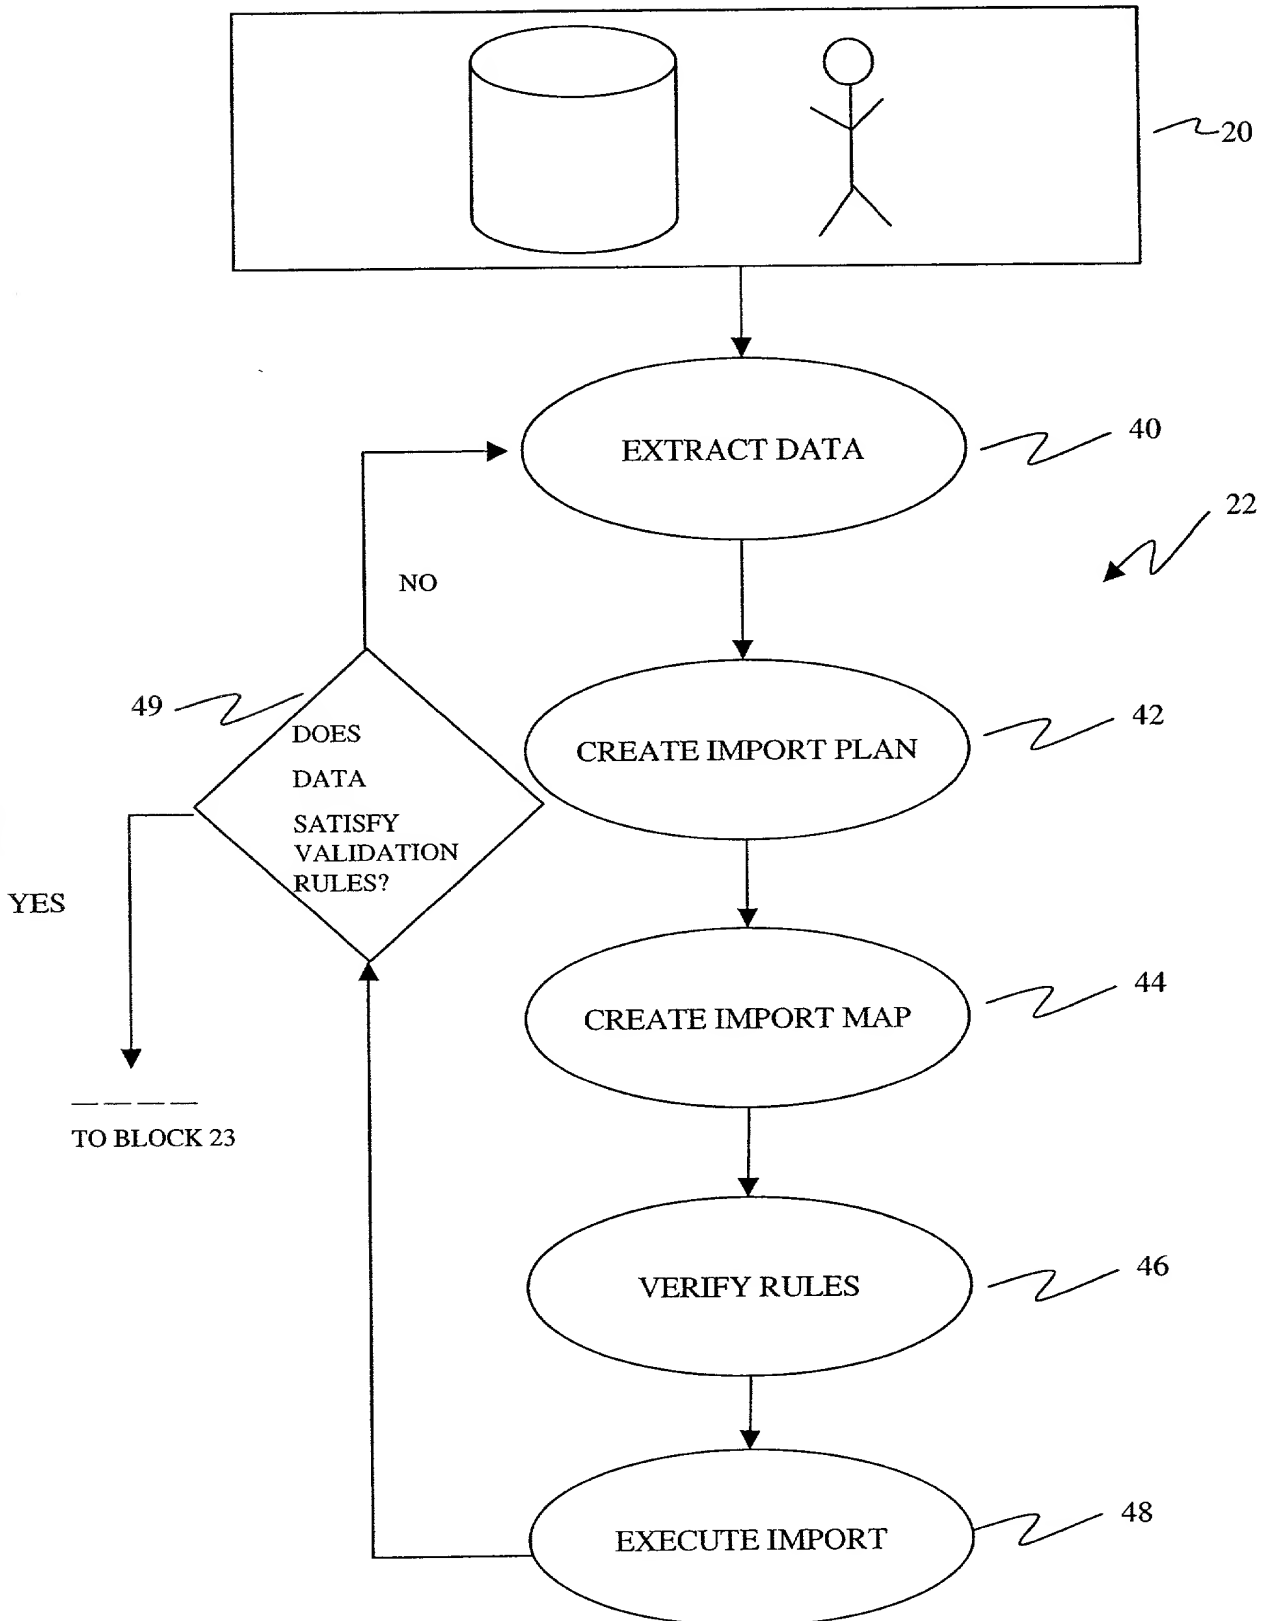 20
EXTRACT DATA
40
22
NO
CREATE IMPORT PLAN
42
49
DOES
DATA
SATISFY
VALIDATION
RULES?
YES
CREATE IMPORT MAP
44
TO BLOCK 23
VERIFY RULES
46
EXECUTE IMPORT
48